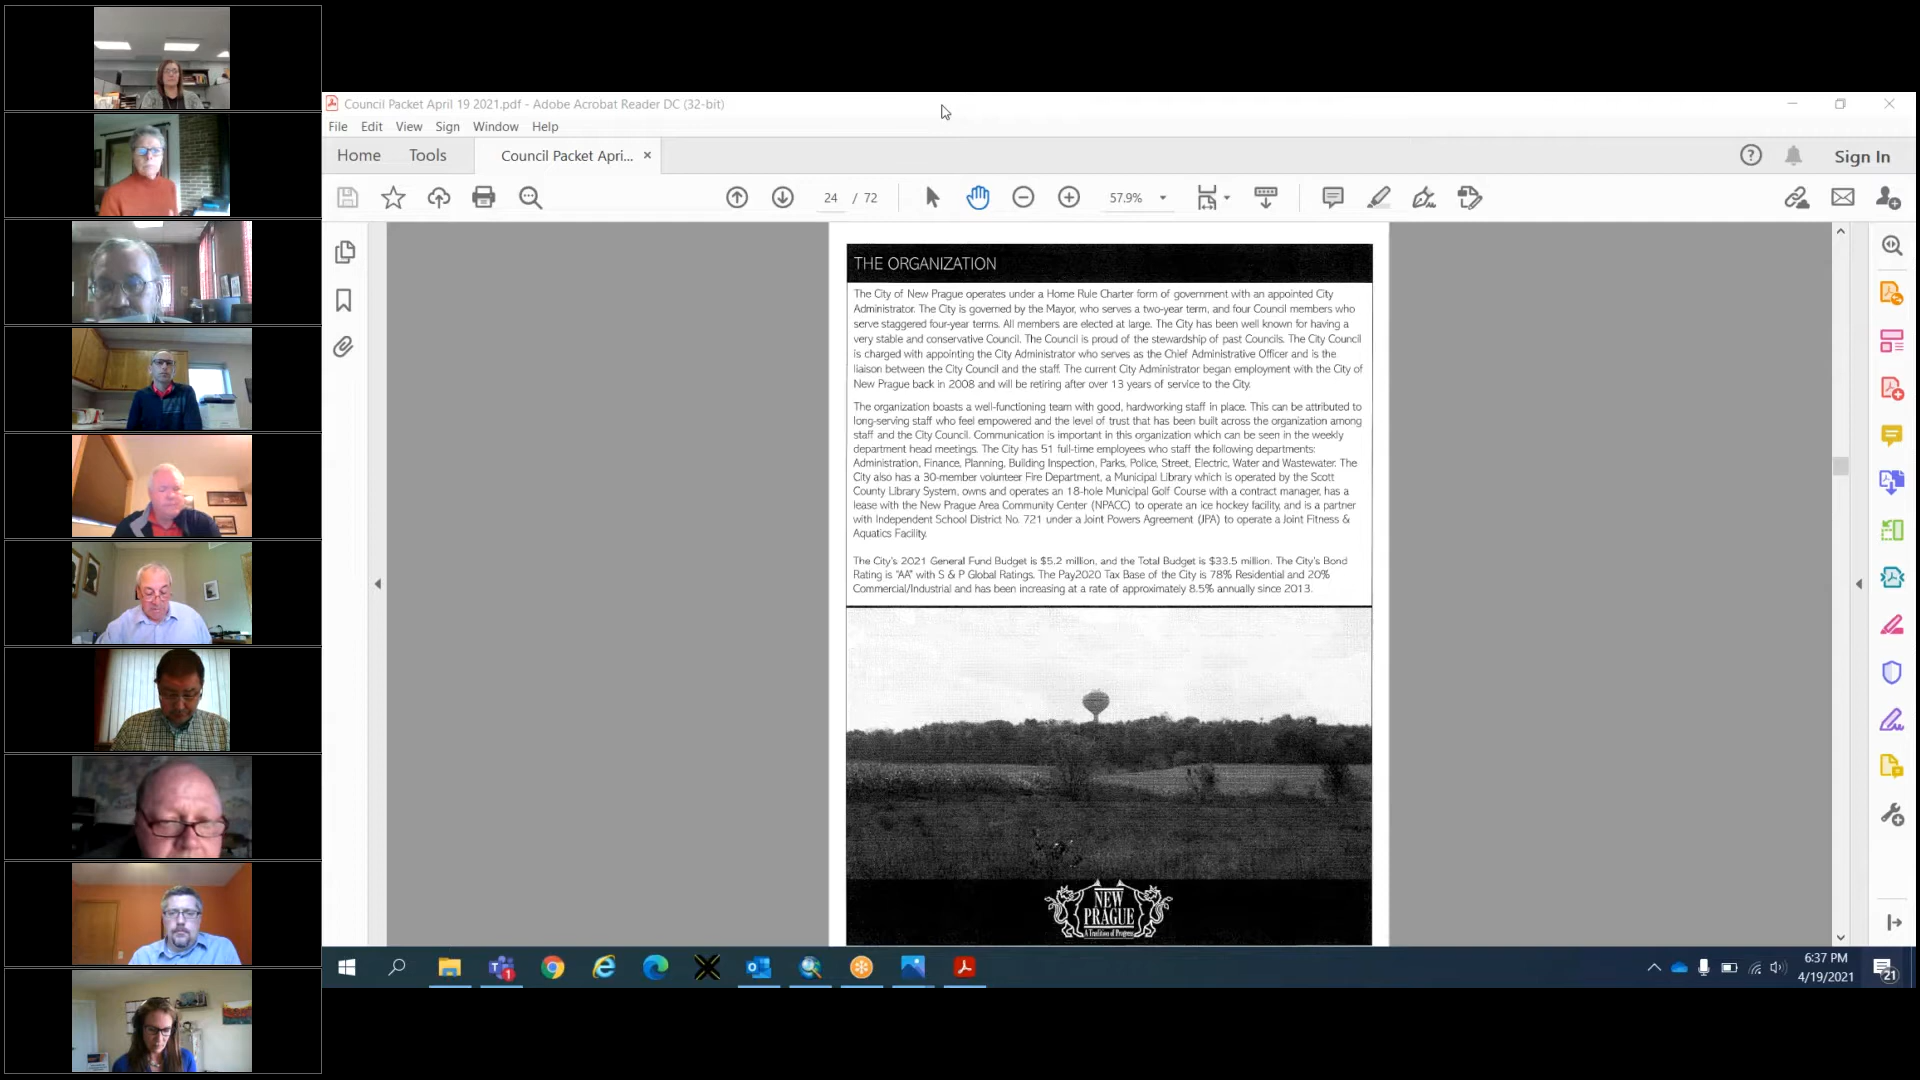 Council Packet April 19 2021.pdf - Adobe Acrobat Reader DC (32-bit)
File Edit View Sign Window Help
Home Tools Council Packet Apri... × Sign In
24 / 72 57.9%
THE ORGANIZATION
The City of New Prague operates under a Home Rule Charter form of government with an appointed City
Administrator. The City is governed by the Mayor, who serves a two-year term, and four Council members who
serve staggered four-year terms. All members are elected at large. The City has been well known for having a
very stable and conservative Council. The Council is proud of the stewardship of past Councils. The City Council
is charged with appointing the City Administrator who serves as the Chief Administrative Officer and is the
liaison between the City Council and the staff. The current City Administrator began employment with the City of
New Prague back in 2008 and will be retiring after over 13 years of service to the City.
The organization boasts a well-functioning team with good, hardworking staff in place. This can be attributed to
long-serving staff who feel empowered and the level of trust that has been built across the organization among
staff and the City Council. Communication is important in this organization which can be seen in the weekly
department head meetings. The City has 51 full-time employees who staff the following departments:
Administration, Finance, Planning, Building Inspection, Parks, Police, Street, Electric, Water and Wastewater. The
City also has a 30-member volunteer Fire Department, a Municipal Library which is operated by the Scott
County Library System, owns and operates an 18-hole Municipal Golf Course with a contract manager, has a
lease with the New Prague Area Community Center (NPACC) to operate an ice hockey facility, and is a partner
with Independent School District No. 721 under a Joint Powers Agreement (JPA) to operate a Joint Fitness &
Aquatics Facility.
The City's 2021 General Fund Budget is $5.2 million, and the Total Budget is $33.5 million. The City's Bond
Rating is "AA" with S & P Global Ratings. The Pay2020 Tax Base of the City is 78% Residential and 20%
Commercial/Industrial and has been increasing at a rate of approximately 8.5% annually since 2013.
NEW
PRAGUE
A Tradition of Progress
6:37 PM
4/19/2021
21
1